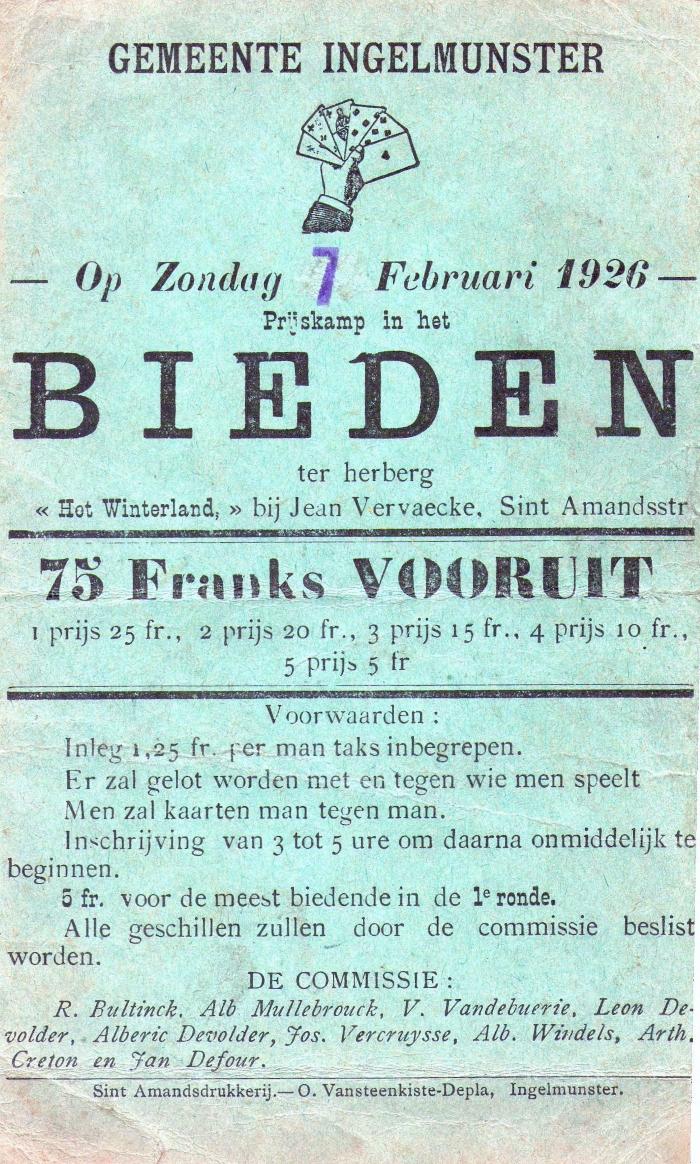 GEMEENTE INGELMUNSTER
— Op Zondag 7 Februari 1926 —
Prijskamp in het
BIEDEN
ter herberg
« Het Winterland, » bij Jean Vervaecke, Sint Amandsstr
75 Franks VOORUIT
1 prijs 25 fr., 2 prijs 20 fr., 3 prijs 15 fr., 4 prijs 10 fr.,
5 prijs 5 fr
Voorwaarden :
Inleg 1,25 fr. per man taks inbegrepen.
Er zal gelot worden met en tegen wie men speelt
Men zal kaarten man tegen man.
Inschrijving van 3 tot 5 ure om daarna onmiddelijk te
beginnen.
5 fr. voor de meest biedende in de 1e ronde.
Alle geschillen zullen door de commissie beslist
worden.
DE COMMISSIE :
R. Bultinck, Alb Mullebrouck, V. Vandebuerie, Leon De-
volder, Alberic Devolder, Jos. Vercruysse, Alb. Windels, Arth.
Creton en Jan Defour.
Sint Amandsdrukkerij.— O. Vansteenkiste-Depla, Ingelmunster.